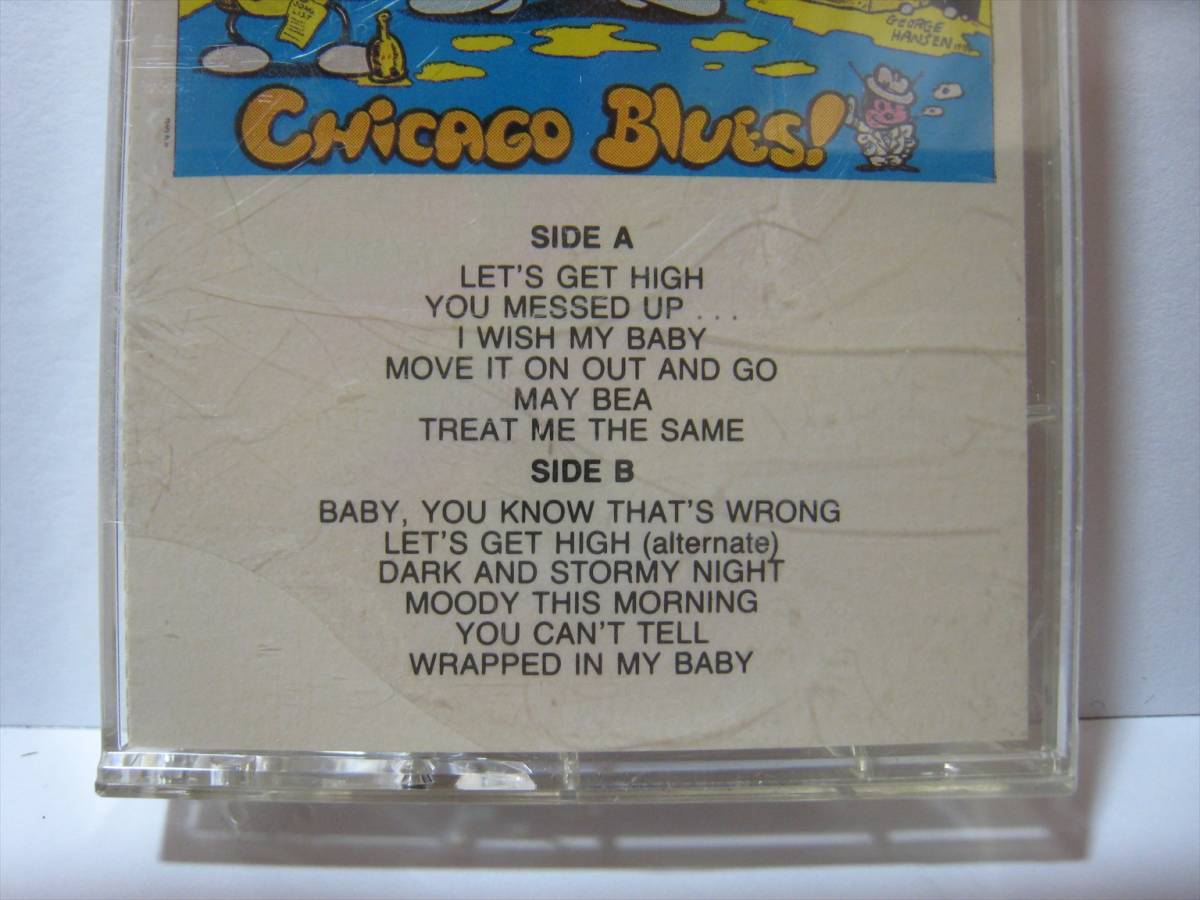 SONG
LIST
GEORGE
HANSEN
CHICAGO BLUES!
SIDE A
LET'S GET HIGH
YOU MESSED UP . . .
I WISH MY BABY
MOVE IT ON OUT AND GO
MAY BEA
TREAT ME THE SAME
SIDE B
BABY, YOU KNOW THAT'S WRONG
LET'S GET HIGH (alternate)
DARK AND STORMY NIGHT
MOODY THIS MORNING
YOU CAN'T TELL
WRAPPED IN MY BABY